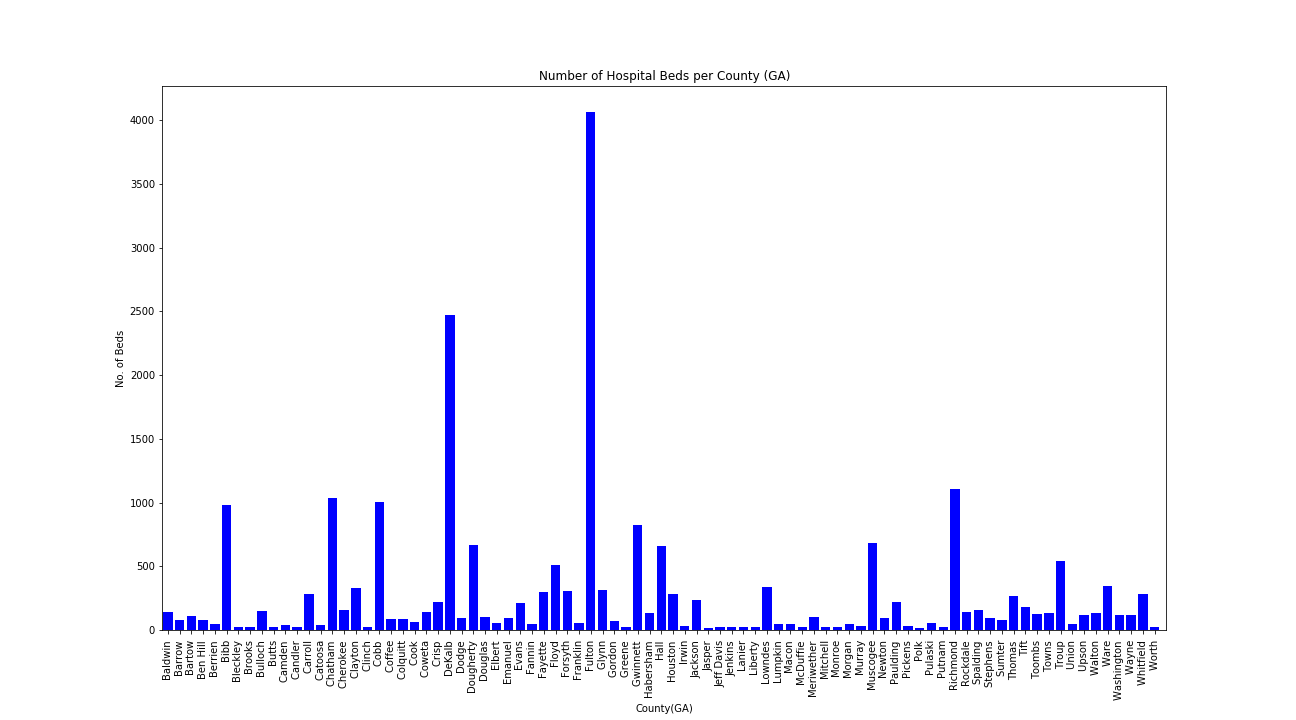 Number of Hospital Beds per County (GA)
No. of Beds
4000
3500
3000
2500
2000
1500
1000
500
0
Baldwin
Barrow
Bartow
Ben Hill
Berrien
Bibb
Bleckley
Brooks
Bulloch
Butts
Camden
Candler
Carroll
Catoosa
Chatham
Cherokee
Clayton
Clinch
Cobb
Coffee
Colquitt
Cook
Coweta
Crisp
DeKalb
Dodge
Dougherty
Douglas
Elbert
Emanuel
Evans
Fannin
Fayette
Floyd
Forsyth
Franklin
Fulton
Glynn
Gordon
Greene
Gwinnett
Habersham
Hall
Houston
Irwin
Jackson
Jasper
Jeff Davis
Jenkins
Lanier
Liberty
Lowndes
Lumpkin
Macon
McDuffie
Meriwether
Mitchell
Monroe
Morgan
Murray
Muscogee
Newton
Paulding
Pickens
Polk
Pulaski
Putnam
Richmond
Rockdale
Spalding
Stephens
Sumter
Thomas
Tift
Toombs
Towns
Troup
Union
Upson
Walton
Ware
Washington
Wayne
Whitfield
Worth
County(GA)